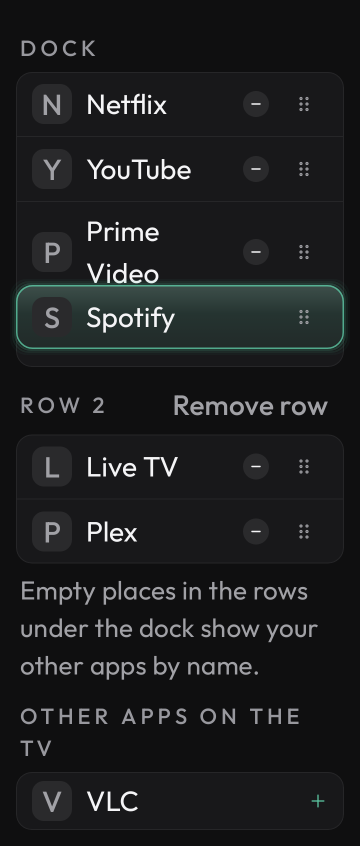 DOCK
N Netflix
Y YouTube
P Prime
Video
S Spotify
ROW 2 Remove row
L Live TV
P Plex
Empty places in the rows
under the dock show your
other apps by name.
OTHER APPS ON THE
TV
V VLC +